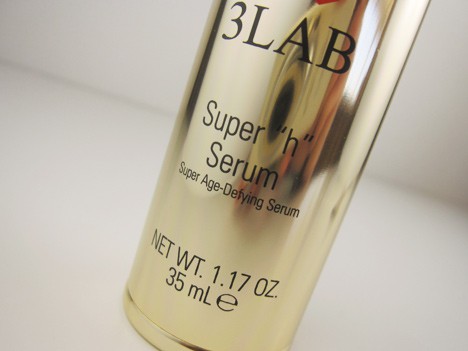 3LAB
Super "h"
Serum
Super Age-Defying Serum
NET WT. 1.17 OZ.
35 mL ℮